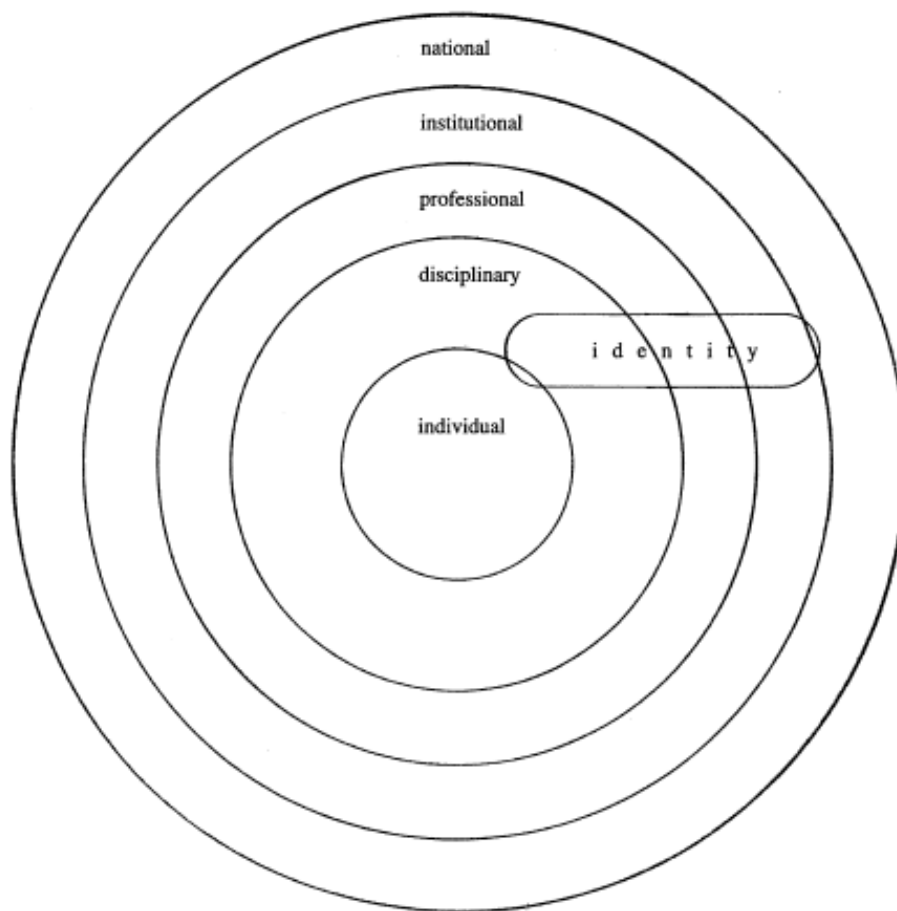 national
institutional
professional
disciplinary
i d e n t i t y
individual